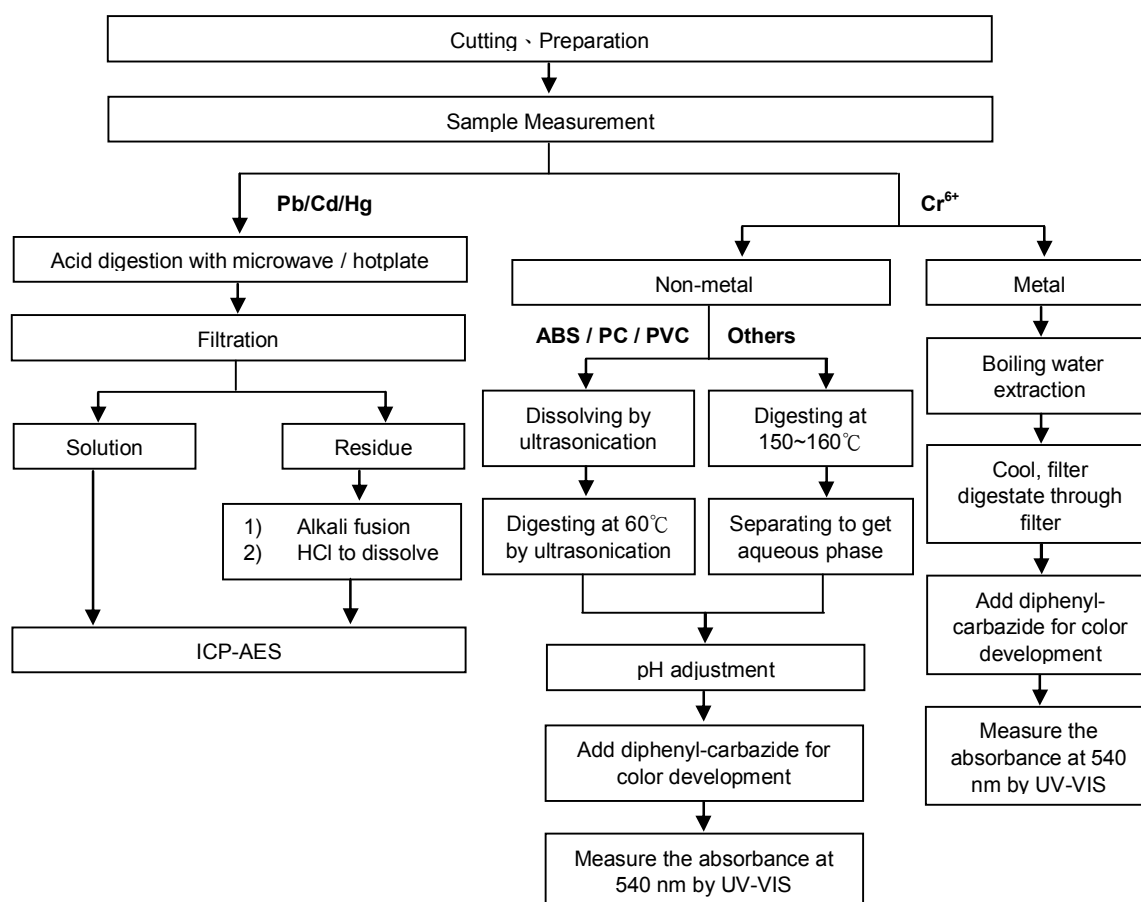 Cutting、Preparation
Sample Measurement
Pb/Cd/Hg
Cr6+
Acid digestion with microwave / hotplate
Non-metal
Metal
Filtration
ABS / PC / PVC
Others
Boiling water
extraction
Solution
Residue
Dissolving by
ultrasonication
Digesting at
150~160℃
Cool, filter
digestate through
filter
1) Alkali fusion
2) HCl to dissolve
Digesting at 60℃
by ultrasonication
Separating to get
aqueous phase
Add diphenyl-
carbazide for color
development
ICP-AES
pH adjustment
Measure the
absorbance at 540
nm by UV-VIS
Add diphenyl-carbazide for
color development
Measure the absorbance at
540 nm by UV-VIS